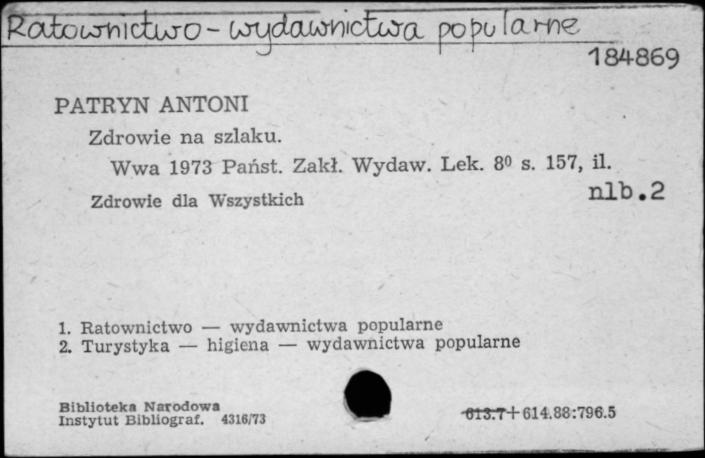 Ratownictwo - wydawnictwa popularne
184869
PATRYN ANTONI
Zdrowie na szlaku.
Wwa 1973 Państ. Zakł. Wydaw. Lek. 8⁰ s. 157, il.
nlb.2
Zdrowie dla Wszystkich
1. Ratownictwo — wydawnictwa popularne
2. Turystyka — higiena — wydawnictwa popularne
Biblioteka Narodowa
Instytut Bibliograf. 4316/73
613.7+614.88:796.5